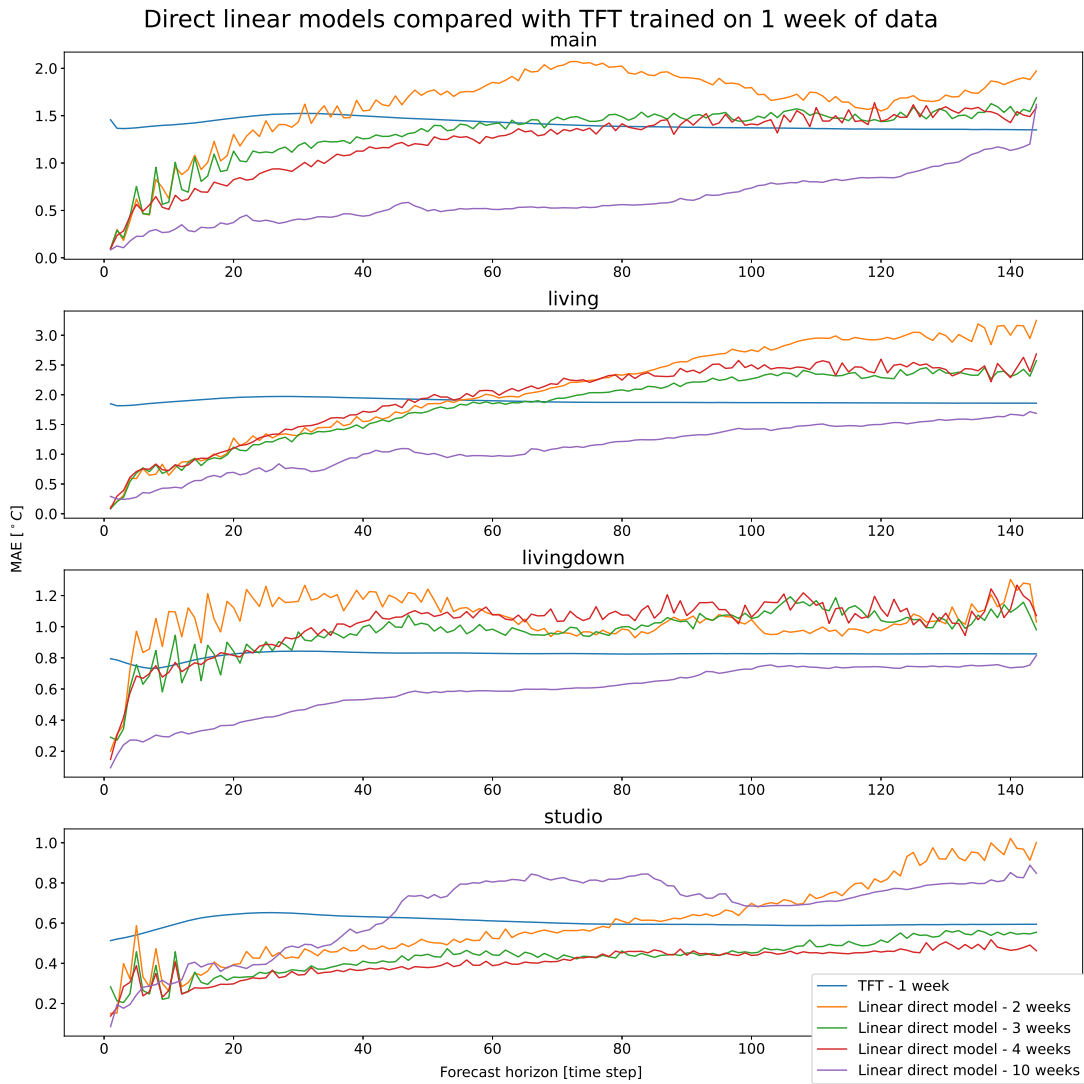 Direct linear models compared with TFT trained on 1 week of data
main
2.0
1.5
1.0
0.5
0.0
0 20 40 60 80 100 120 140
living
3.0
2.5
2.0
1.5
1.0
0.5
0.0
0 20 40 60 80 100 120 140
MAE [°C]
livingdown
1.2
1.0
0.8
0.6
0.4
0.2
0 20 40 60 80 100 120 140
studio
1.0
0.8
0.6
0.4
0.2
0 20 40 60 80 100
Forecast horizon [time step]
TFT - 1 week
Linear direct model - 2 weeks
Linear direct model - 3 weeks
Linear direct model - 4 weeks
Linear direct model - 10 weeks